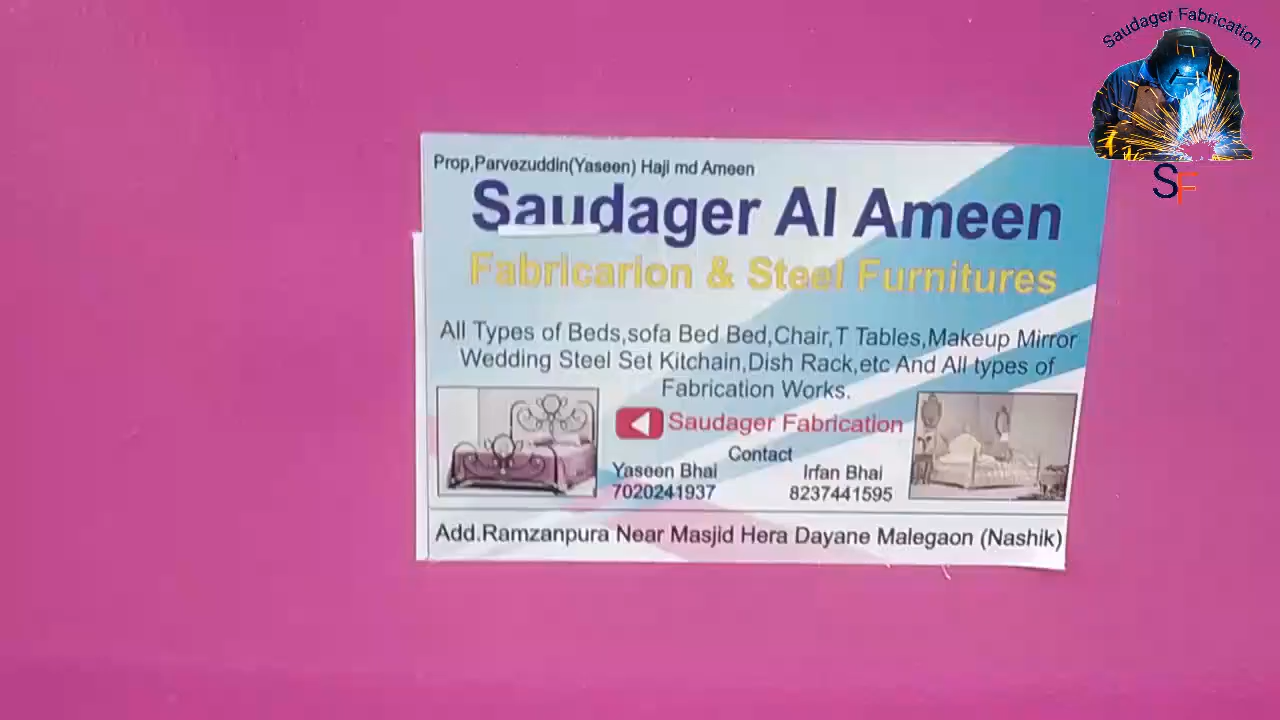 Saudager Fabrication
SF
Prop,Parvezuddin(Yaseen) Haji md Ameen
Saudager Al Ameen
Fabricarion & Steel Furnitures
All Types of Beds,sofa Bed Bed,Chair,T Tables,Makeup Mirror
Wedding Steel Set Kitchain,Dish Rack,etc And All types of
Fabrication Works.
Saudager Fabrication
Contact
Yaseen Bhai Irfan Bhai
7020241937 8237441595
Add.Ramzanpura Near Masjid Hera Dayane Malegaon (Nashik)